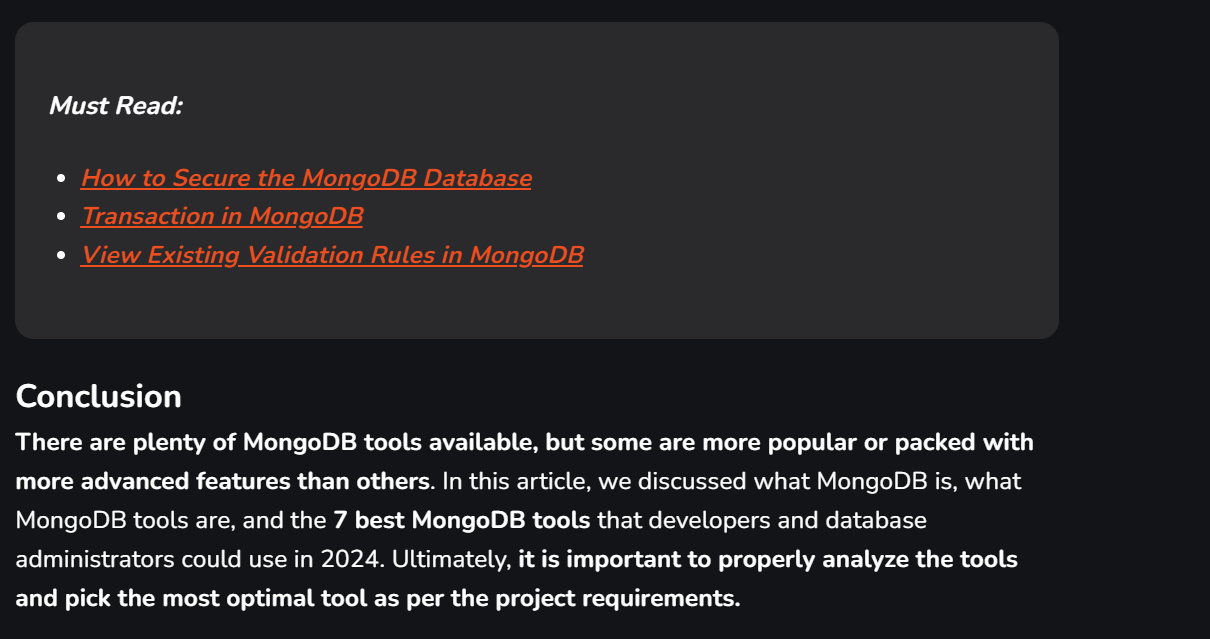 Must Read:
How to Secure the MongoDB Database
Transaction in MongoDB
View Existing Validation Rules in MongoDB
Conclusion
There are plenty of MongoDB tools available, but some are more popular or packed with
more advanced features than others. In this article, we discussed what MongoDB is, what
MongoDB tools are, and the 7 best MongoDB tools that developers and database
administrators could use in 2024. Ultimately, it is important to properly analyze the tools
and pick the most optimal tool as per the project requirements.